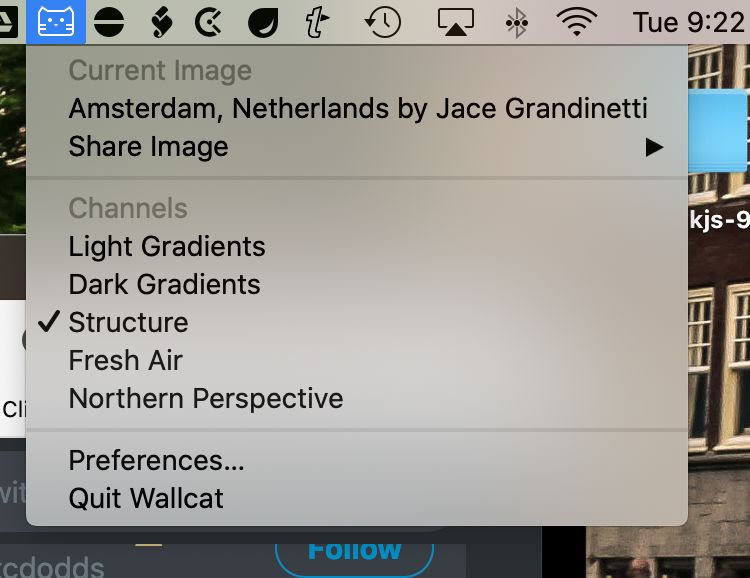 Tue 9:22
Current Image
Amsterdam, Netherlands by Jace Grandinetti
Share Image
Channels
kjs-9
Light Gradients
Dark Gradients
✓ Structure
Fresh Air
Northern Perspective
Cli
Preferences...
wit
Quit Wallcat
Follow
tcdodds